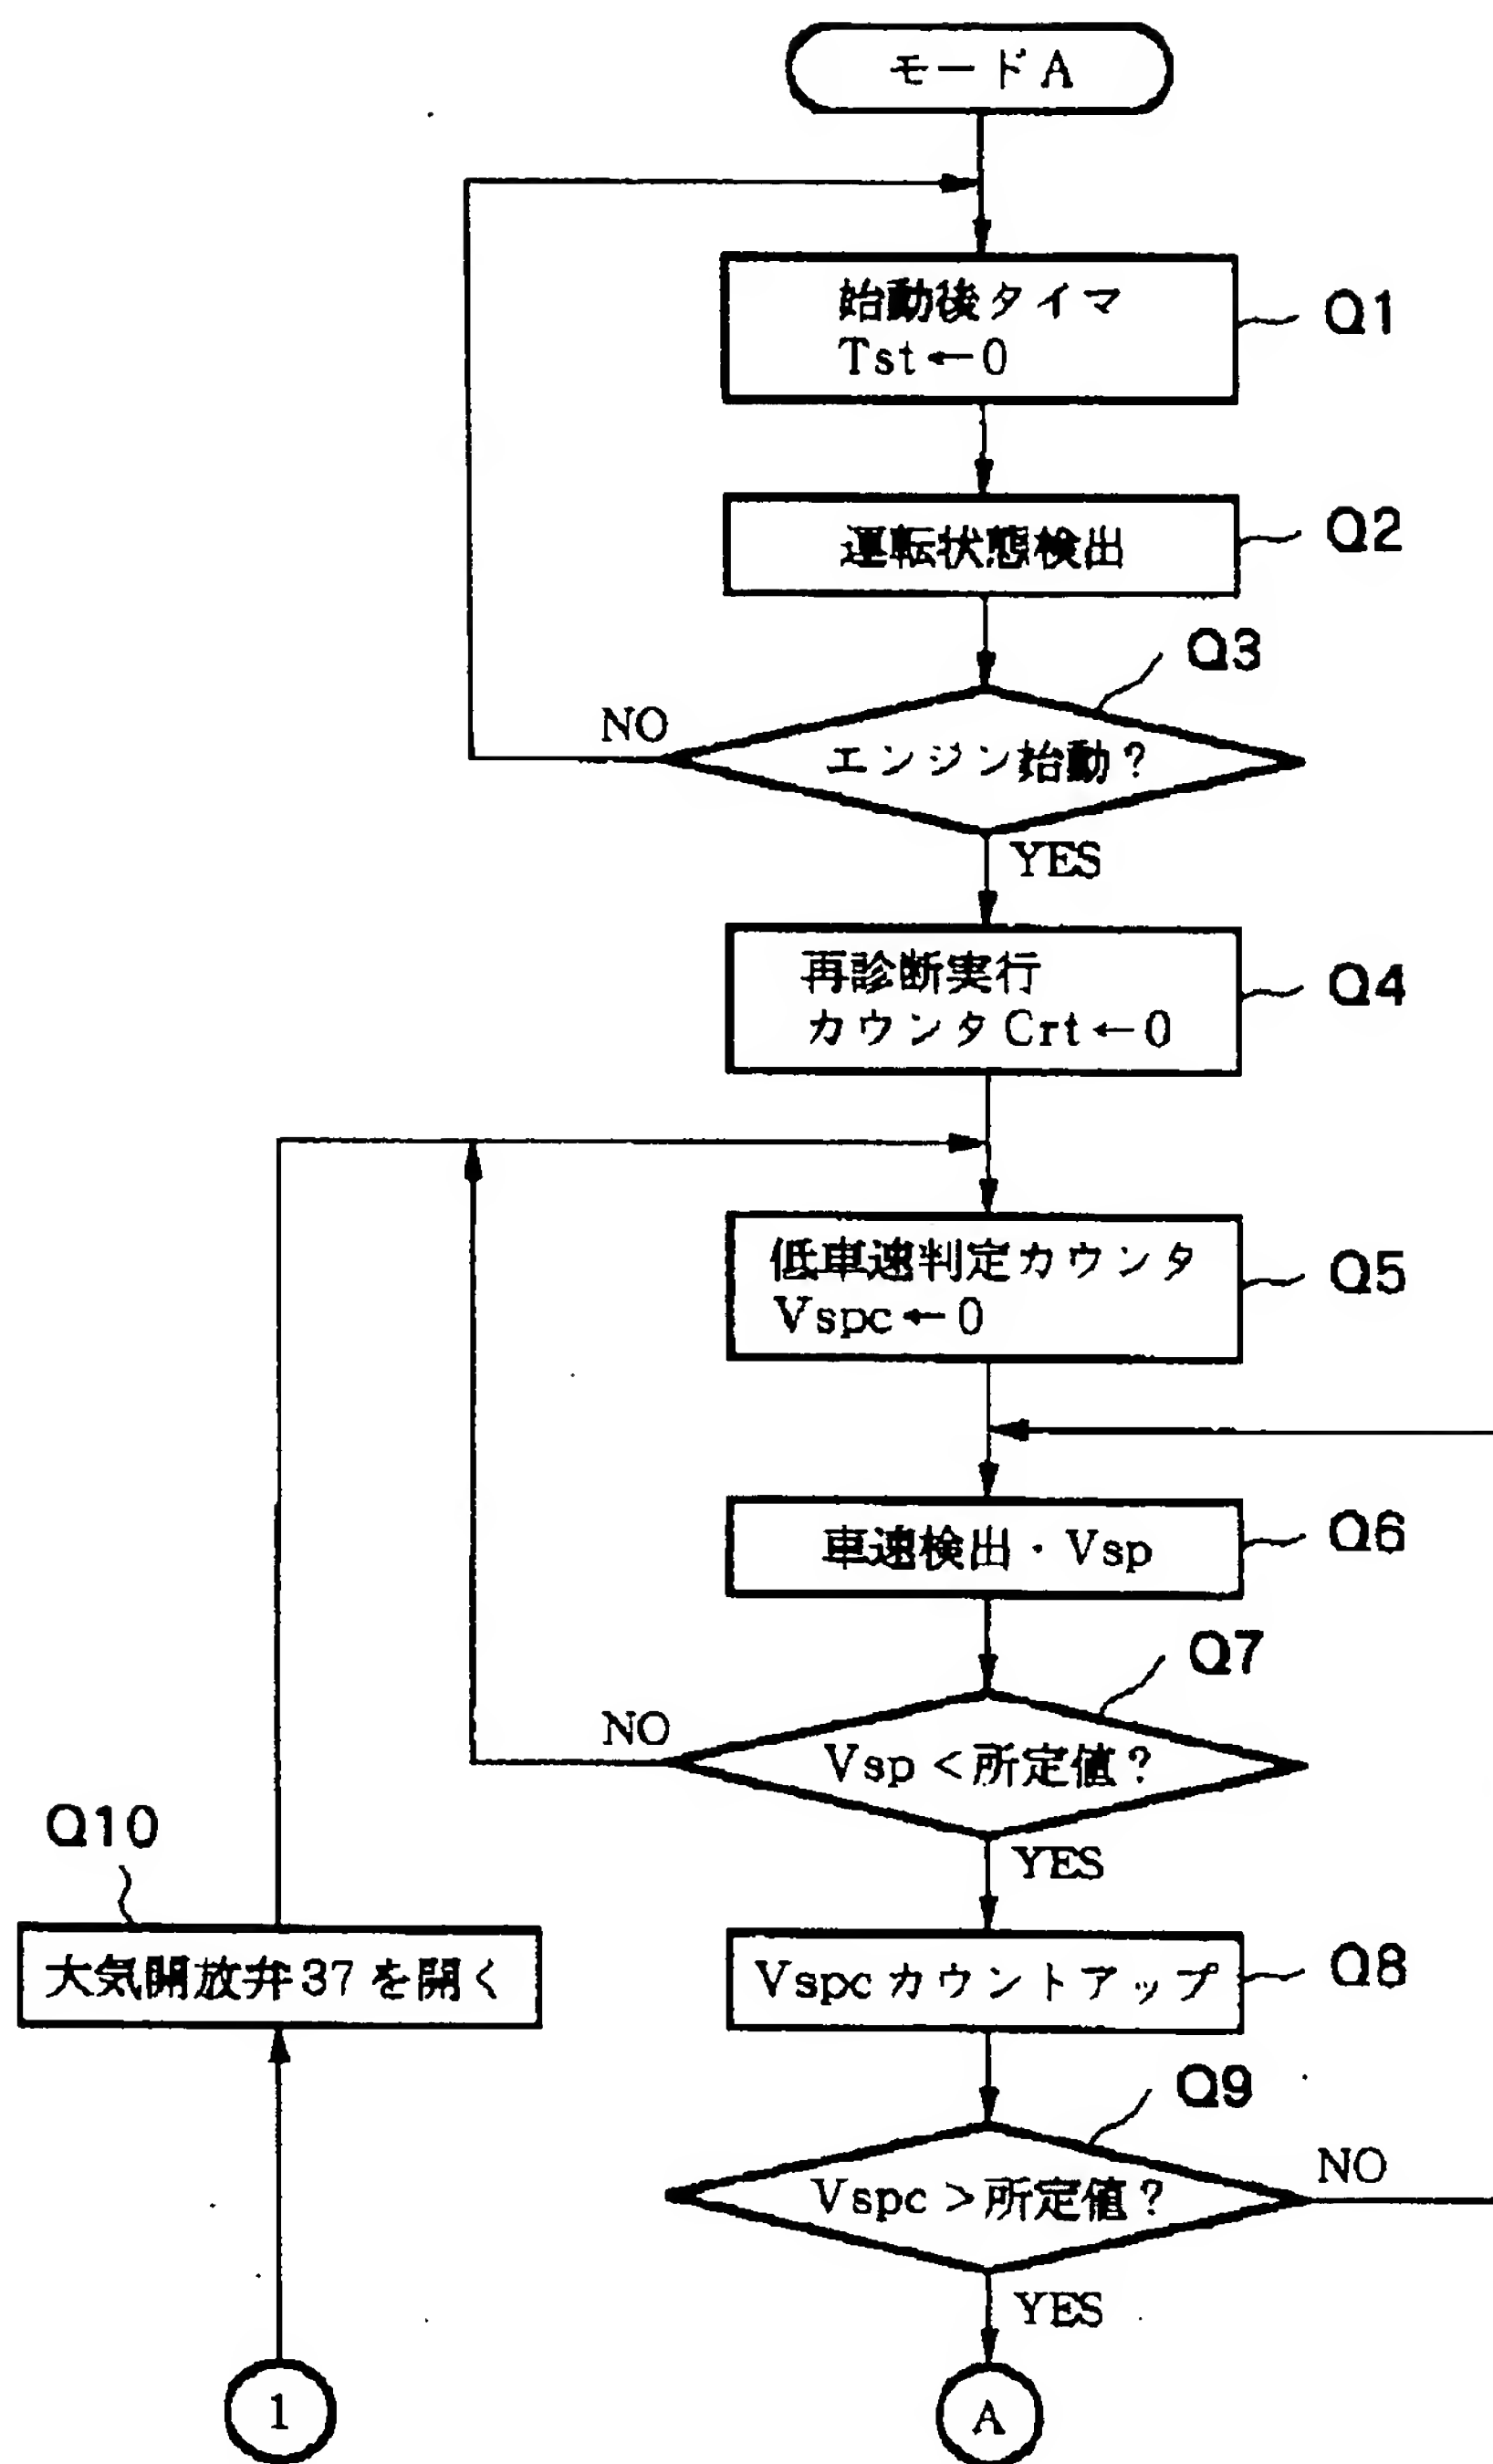 モードA
始動後タイマ
Tst←0
Q1
運転状態検出
Q2
Q3
NO
エンジン始動?
YES
再診断実行
カウンタCrt←0
Q4
低車速判定カウンタ
Vspc←0
Q5
車速検出・Vsp
Q6
Q7
NO
Vsp<所定値?
YES
Q10
大気開放弁37を開く
Vspcカウントアップ
Q8
Q9
NO
Vspc>所定値?
YES
1
A